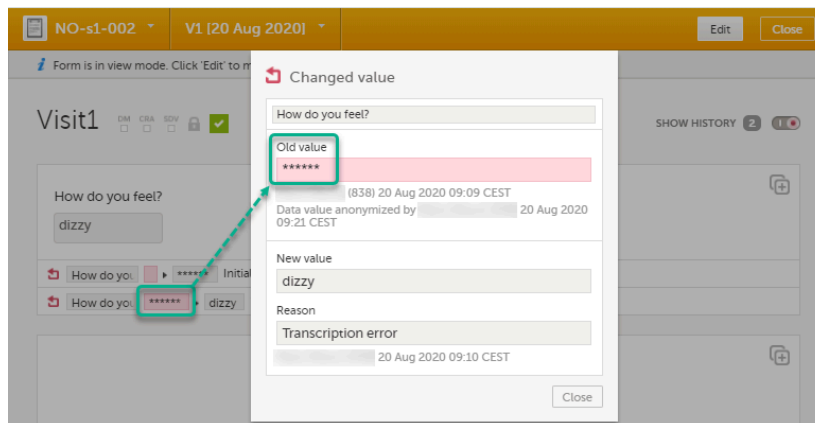 NO-s1-002 V1 [20 Aug 2020] Edit Close
i Form is in view mode. Click 'Edit' to m
Changed value
Visit1 DM CRA SDV SHOW HISTORY 2
How do you feel?
dizzy
How do you ****** Initial
How do you ****** dizzy
How do you feel?
Old value
******
(838) 20 Aug 2020 09:09 CEST
Data value anonymized by 20 Aug 2020
09:21 CEST
New value
dizzy
Reason
Transcription error
20 Aug 2020 09:10 CEST
Close